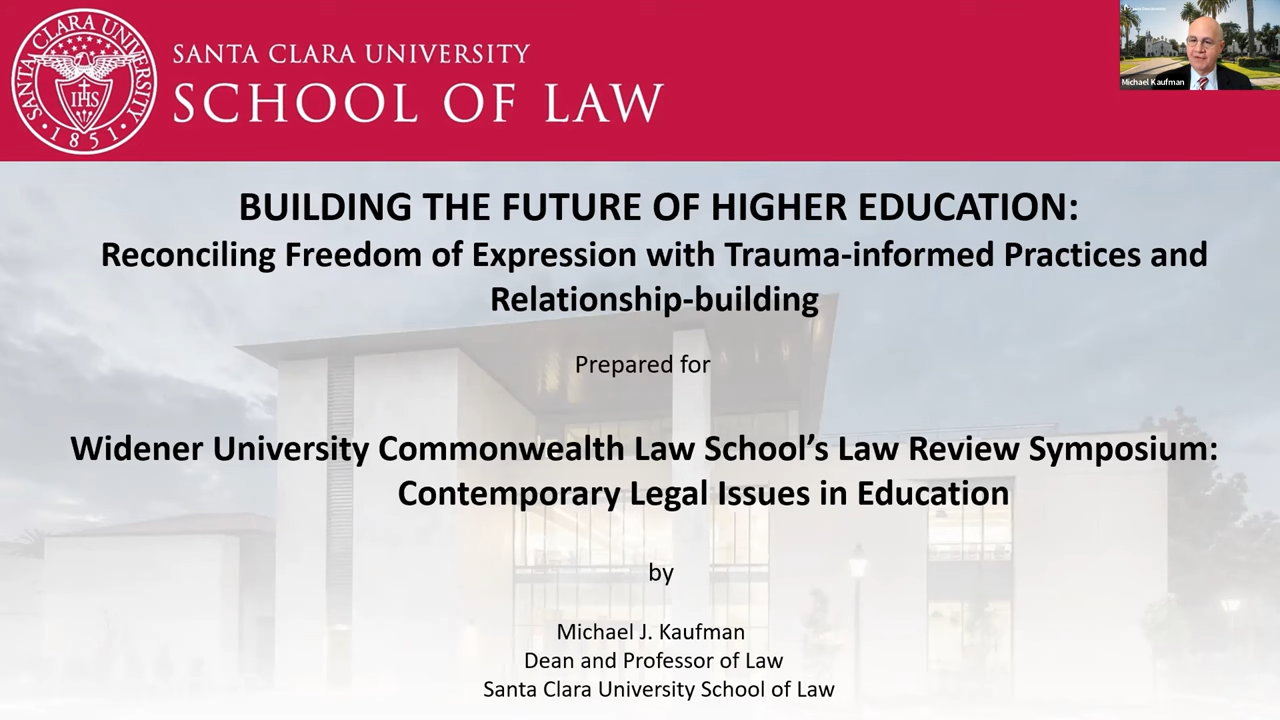 SANTA CLARA UNIVERSITY
SCHOOL OF LAW
SANTA CLARA UNIVERSITY
IHS
· 1851 ·
Michael Kaufman
BUILDING THE FUTURE OF HIGHER EDUCATION:
Reconciling Freedom of Expression with Trauma-informed Practices and
Relationship-building
Prepared for
Widener University Commonwealth Law School’s Law Review Symposium:
Contemporary Legal Issues in Education
by
Michael J. Kaufman
Dean and Professor of Law
Santa Clara University School of Law